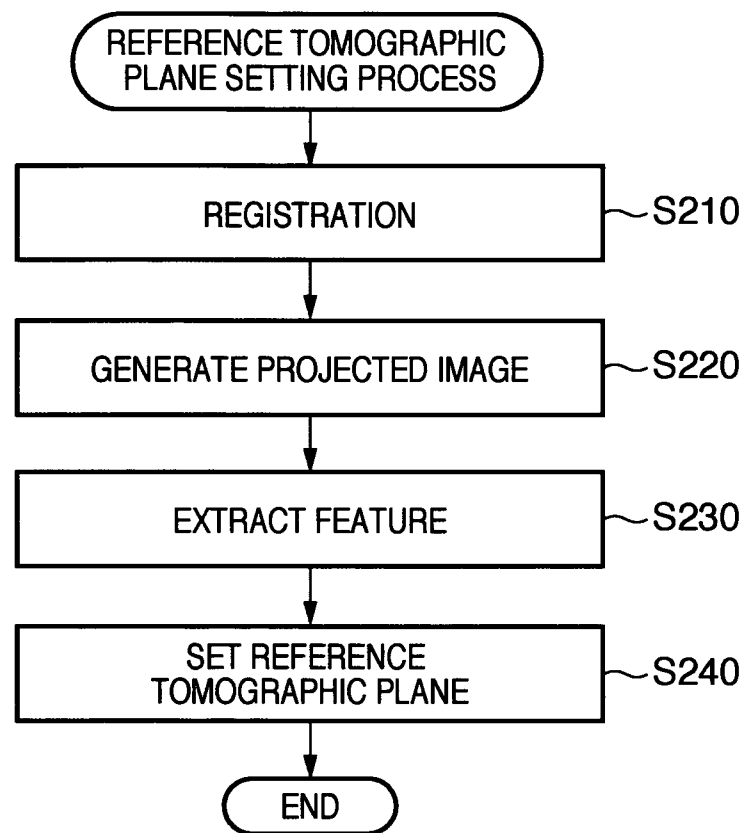 REFERENCE TOMOGRAPHIC
PLANE SETTING PROCESS
REGISTRATION
S210
GENERATE PROJECTED IMAGE
S220
EXTRACT FEATURE
S230
SET REFERENCE
TOMOGRAPHIC PLANE
S240
END